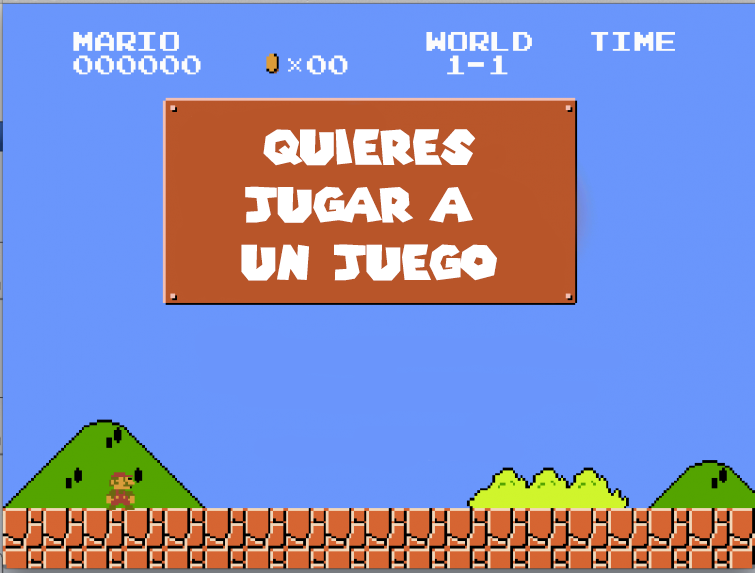 MARIO WORLD TIME
000000 ×00 1-1
QUIERES
JUGAR A
UN JUEGO